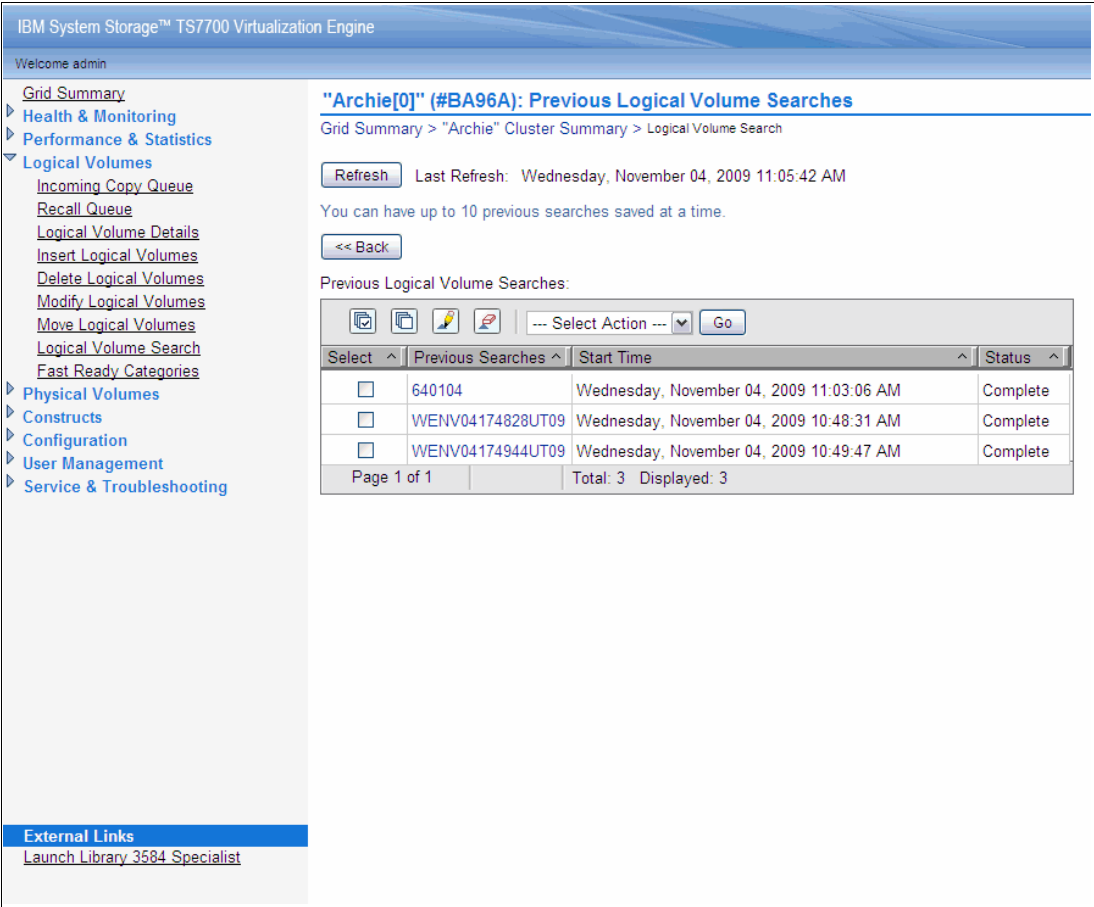 IBM System Storage™ TS7700 Virtualization Engine
Welcome admin
Grid Summary
Health & Monitoring
Performance & Statistics
Logical Volumes
Incoming Copy Queue
Recall Queue
Logical Volume Details
Insert Logical Volumes
Delete Logical Volumes
Modify Logical Volumes
Move Logical Volumes
Logical Volume Search
Fast Ready Categories
Physical Volumes
Constructs
Configuration
User Management
Service & Troubleshooting
External Links
Launch Library 3584 Specialist
"Archie[0]" (#BA96A): Previous Logical Volume Searches
Grid Summary > "Archie" Cluster Summary > Logical Volume Search
Refresh Last Refresh: Wednesday, November 04, 2009 11:05:42 AM
You can have up to 10 previous searches saved at a time.
<< Back
Previous Logical Volume Searches:
--- Select Action --- Go
Select ^ Previous Searches ^ Start Time ^ Status ^
640104 Wednesday, November 04, 2009 11:03:06 AM Complete
WENV04174828UT09 Wednesday, November 04, 2009 10:48:31 AM Complete
WENV04174944UT09 Wednesday, November 04, 2009 10:49:47 AM Complete
Page 1 of 1 Total: 3 Displayed: 3